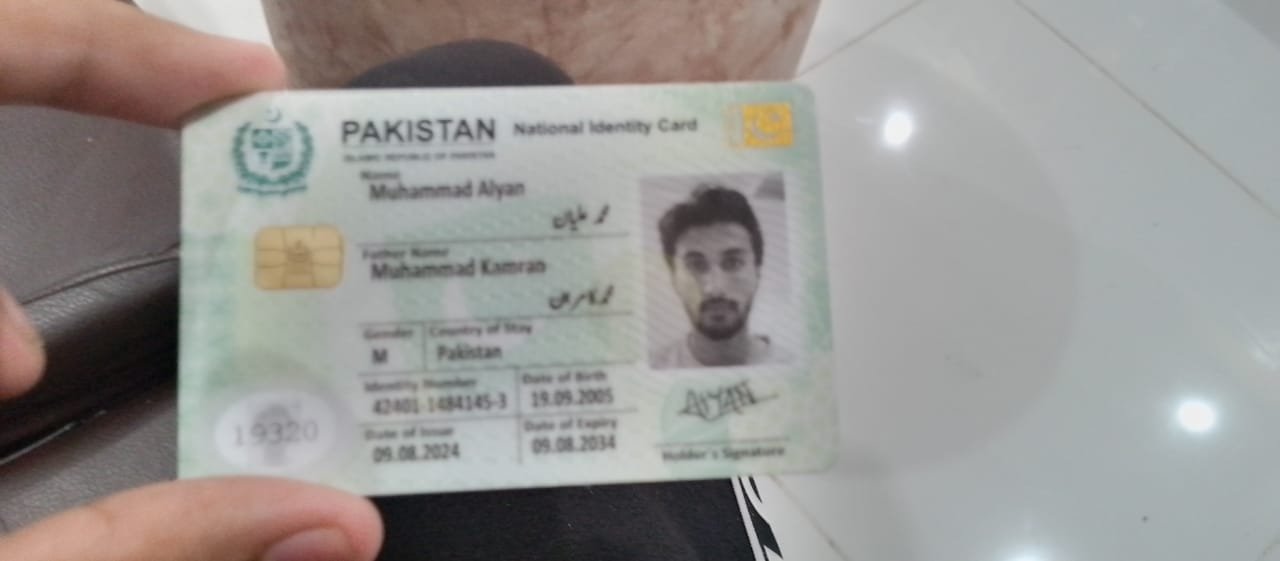 PAKISTAN National Identity Card
ISLAMIC REPUBLIC OF PAKISTAN
Name
Muhammad Alyan
محمد علیان
Father Name
Muhammad Kamran
محمد کامران
Gender Country of Stay
M Pakistan
Identity Number Date of Birth
42401-1484145-3 19.09.2005
Date of Issue Date of Expiry
09.08.2024 09.08.2034
19320
AlYAN
Holder's Signature